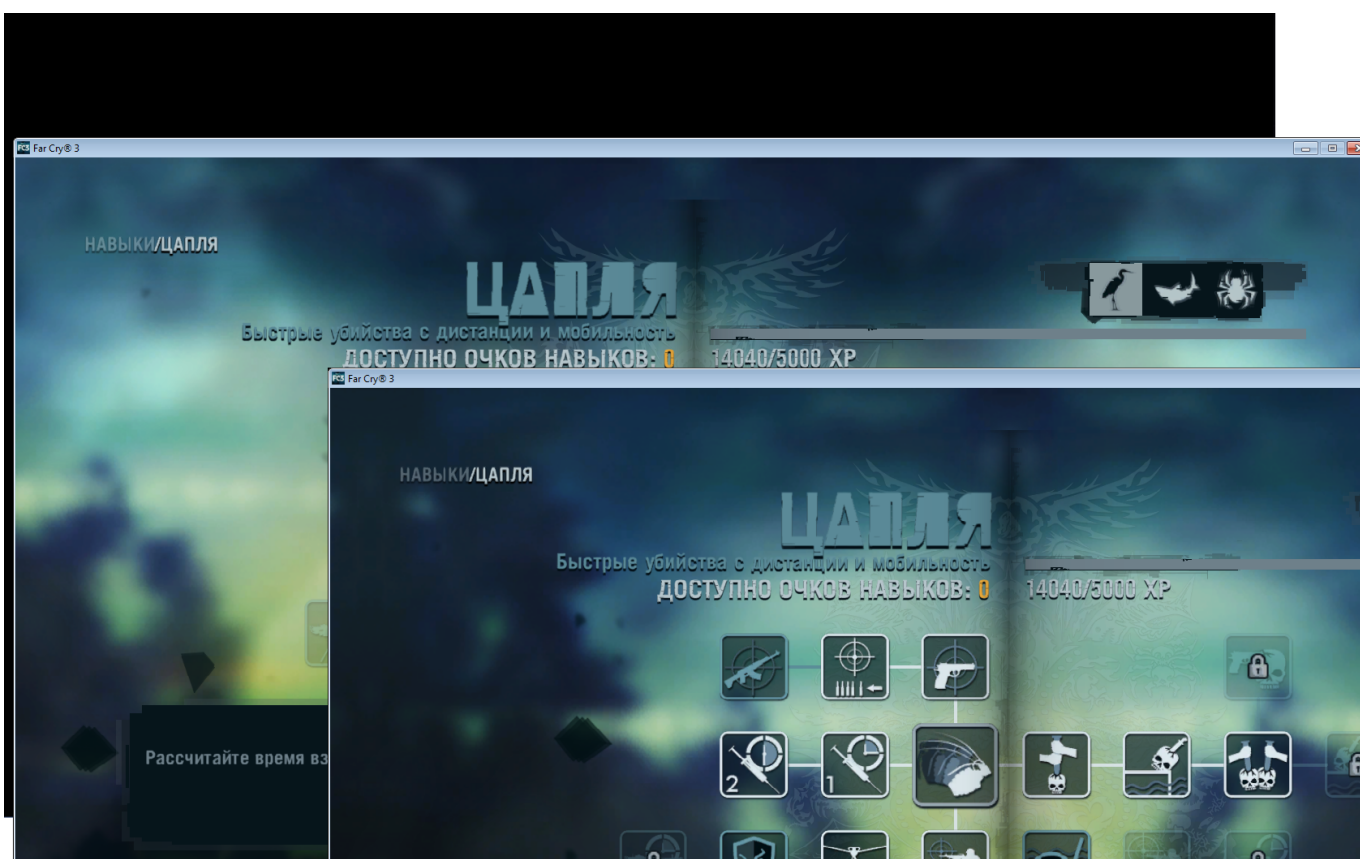 Far Cry® 3
НАВЫКИ/ЦАПЛЯ
ЦАПЛЯ
Быстрые убийства с дистанции и мобильность
ДОСТУПНО ОЧКОВ НАВЫКОВ: 0
14040/5000 XP
Far Cry® 3
НАВЫКИ/ЦАПЛЯ
ЦАПЛЯ
Быстрые убийства с дистанции и мобильность
ДОСТУПНО ОЧКОВ НАВЫКОВ: 0
14040/5000 XP
2
1
Рассчитайте время вз